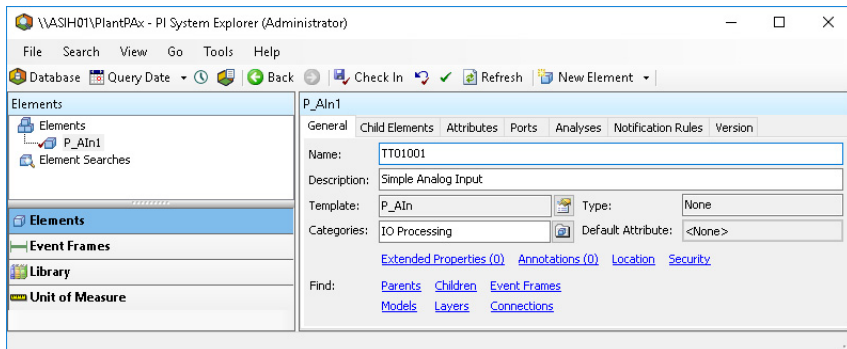 \\ASIH01\PlantPAx - PI System Explorer (Administrator)
File Search View Go Tools Help
Database Query Date Back Check In Refresh New Element
Elements
Elements
P_AIn1
Element Searches
Elements
Event Frames
Library
Unit of Measure
P_AIn1
General Child Elements Attributes Ports Analyses Notification Rules Version
Name: TT01001
Description: Simple Analog Input
Template: P_AIn Type: None
Categories: IO Processing Default Attribute: <None>
Extended Properties (0) Annotations (0) Location Security
Find: Parents Children Event Frames
Models Layers Connections